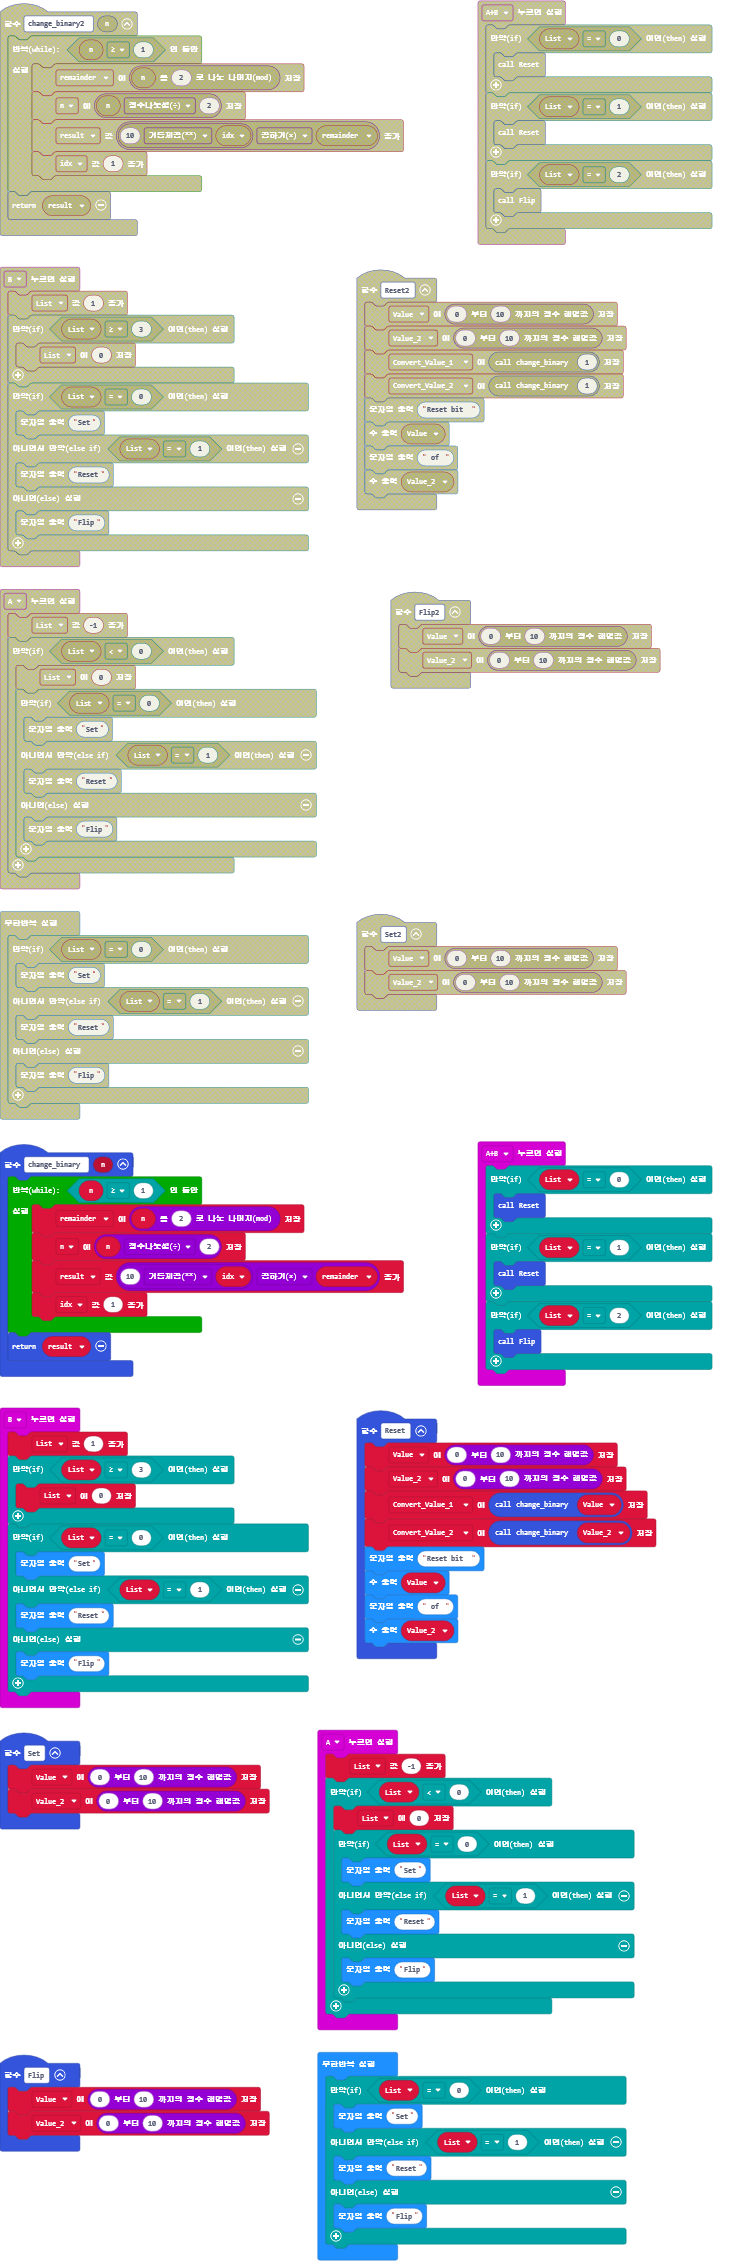 함수 change_binary2 n
반복(while): n ≥ 1 인 동안
실행
remainder 에 n 를 2 로 나눈 나머지(mod) 저장
n 에 n 정수나눗셈(÷) 2 저장
result 값 10 거듭제곱(**) idx 곱하기(×) remainder 증가
idx 값 1 증가
return result
A+B 누르면 실행
만약(if) List = 0 이면(then) 실행
call Reset
만약(if) List = 1 이면(then) 실행
call Reset
만약(if) List = 2 이면(then) 실행
call Flip
B 누르면 실행
List 값 1 증가
만약(if) List ≥ 3 이면(then) 실행
List 에 0 저장
만약(if) List = 0 이면(then) 실행
문자열 출력 "Set"
아니면서 만약(else if) List = 1 이면(then) 실행
문자열 출력 "Reset"
아니면(else) 실행
문자열 출력 "Flip"
함수 Reset2
Value 에 0 부터 10 까지의 정수 랜덤값 저장
Value_2 에 0 부터 10 까지의 정수 랜덤값 저장
Convert_Value_1 에 call change_binary 1 저장
Convert_Value_2 에 call change_binary 1 저장
문자열 출력 "Reset bit "
수 출력 Value
문자열 출력 " of "
수 출력 Value_2
A 누르면 실행
List 값 -1 증가
만약(if) List < 0 이면(then) 실행
List 에 0 저장
만약(if) List = 0 이면(then) 실행
문자열 출력 "Set"
아니면서 만약(else if) List = 1 이면(then) 실행
문자열 출력 "Reset"
아니면(else) 실행
문자열 출력 "Flip"
함수 Flip2
Value 에 0 부터 10 까지의 정수 랜덤값 저장
Value_2 에 0 부터 10 까지의 정수 랜덤값 저장
무한반복 실행
만약(if) List = 0 이면(then) 실행
문자열 출력 "Set"
아니면서 만약(else if) List = 1 이면(then) 실행
문자열 출력 "Reset"
아니면(else) 실행
문자열 출력 "Flip"
함수 Set2
Value 에 0 부터 10 까지의 정수 랜덤값 저장
Value_2 에 0 부터 10 까지의 정수 랜덤값 저장
함수 change_binary n
반복(while): n ≥ 1 인 동안
실행
remainder 에 n 를 2 로 나눈 나머지(mod) 저장
n 에 n 정수나눗셈(÷) 2 저장
result 값 10 거듭제곱(**) idx 곱하기(×) remainder 증가
idx 값 1 증가
return result
A+B 누르면 실행
만약(if) List = 0 이면(then) 실행
call Reset
만약(if) List = 1 이면(then) 실행
call Reset
만약(if) List = 2 이면(then) 실행
call Flip
B 누르면 실행
List 값 1 증가
만약(if) List ≥ 3 이면(then) 실행
List 에 0 저장
만약(if) List = 0 이면(then) 실행
문자열 출력 "Set"
아니면서 만약(else if) List = 1 이면(then) 실행
문자열 출력 "Reset"
아니면(else) 실행
문자열 출력 "Flip"
함수 Reset
Value 에 0 부터 10 까지의 정수 랜덤값 저장
Value_2 에 0 부터 10 까지의 정수 랜덤값 저장
Convert_Value_1 에 call change_binary Value 저장
Convert_Value_2 에 call change_binary Value_2 저장
문자열 출력 "Reset bit "
수 출력 Value
문자열 출력 " of "
수 출력 Value_2
함수 Set
Value 에 0 부터 10 까지의 정수 랜덤값 저장
Value_2 에 0 부터 10 까지의 정수 랜덤값 저장
A 누르면 실행
List 값 -1 증가
만약(if) List < 0 이면(then) 실행
List 에 0 저장
만약(if) List = 0 이면(then) 실행
문자열 출력 "Set"
아니면서 만약(else if) List = 1 이면(then) 실행
문자열 출력 "Reset"
아니면(else) 실행
문자열 출력 "Flip"
함수 Flip
Value 에 0 부터 10 까지의 정수 랜덤값 저장
Value_2 에 0 부터 10 까지의 정수 랜덤값 저장
무한반복 실행
만약(if) List = 0 이면(then) 실행
문자열 출력 "Set"
아니면서 만약(else if) List = 1 이면(then) 실행
문자열 출력 "Reset"
아니면(else) 실행
문자열 출력 "Flip"